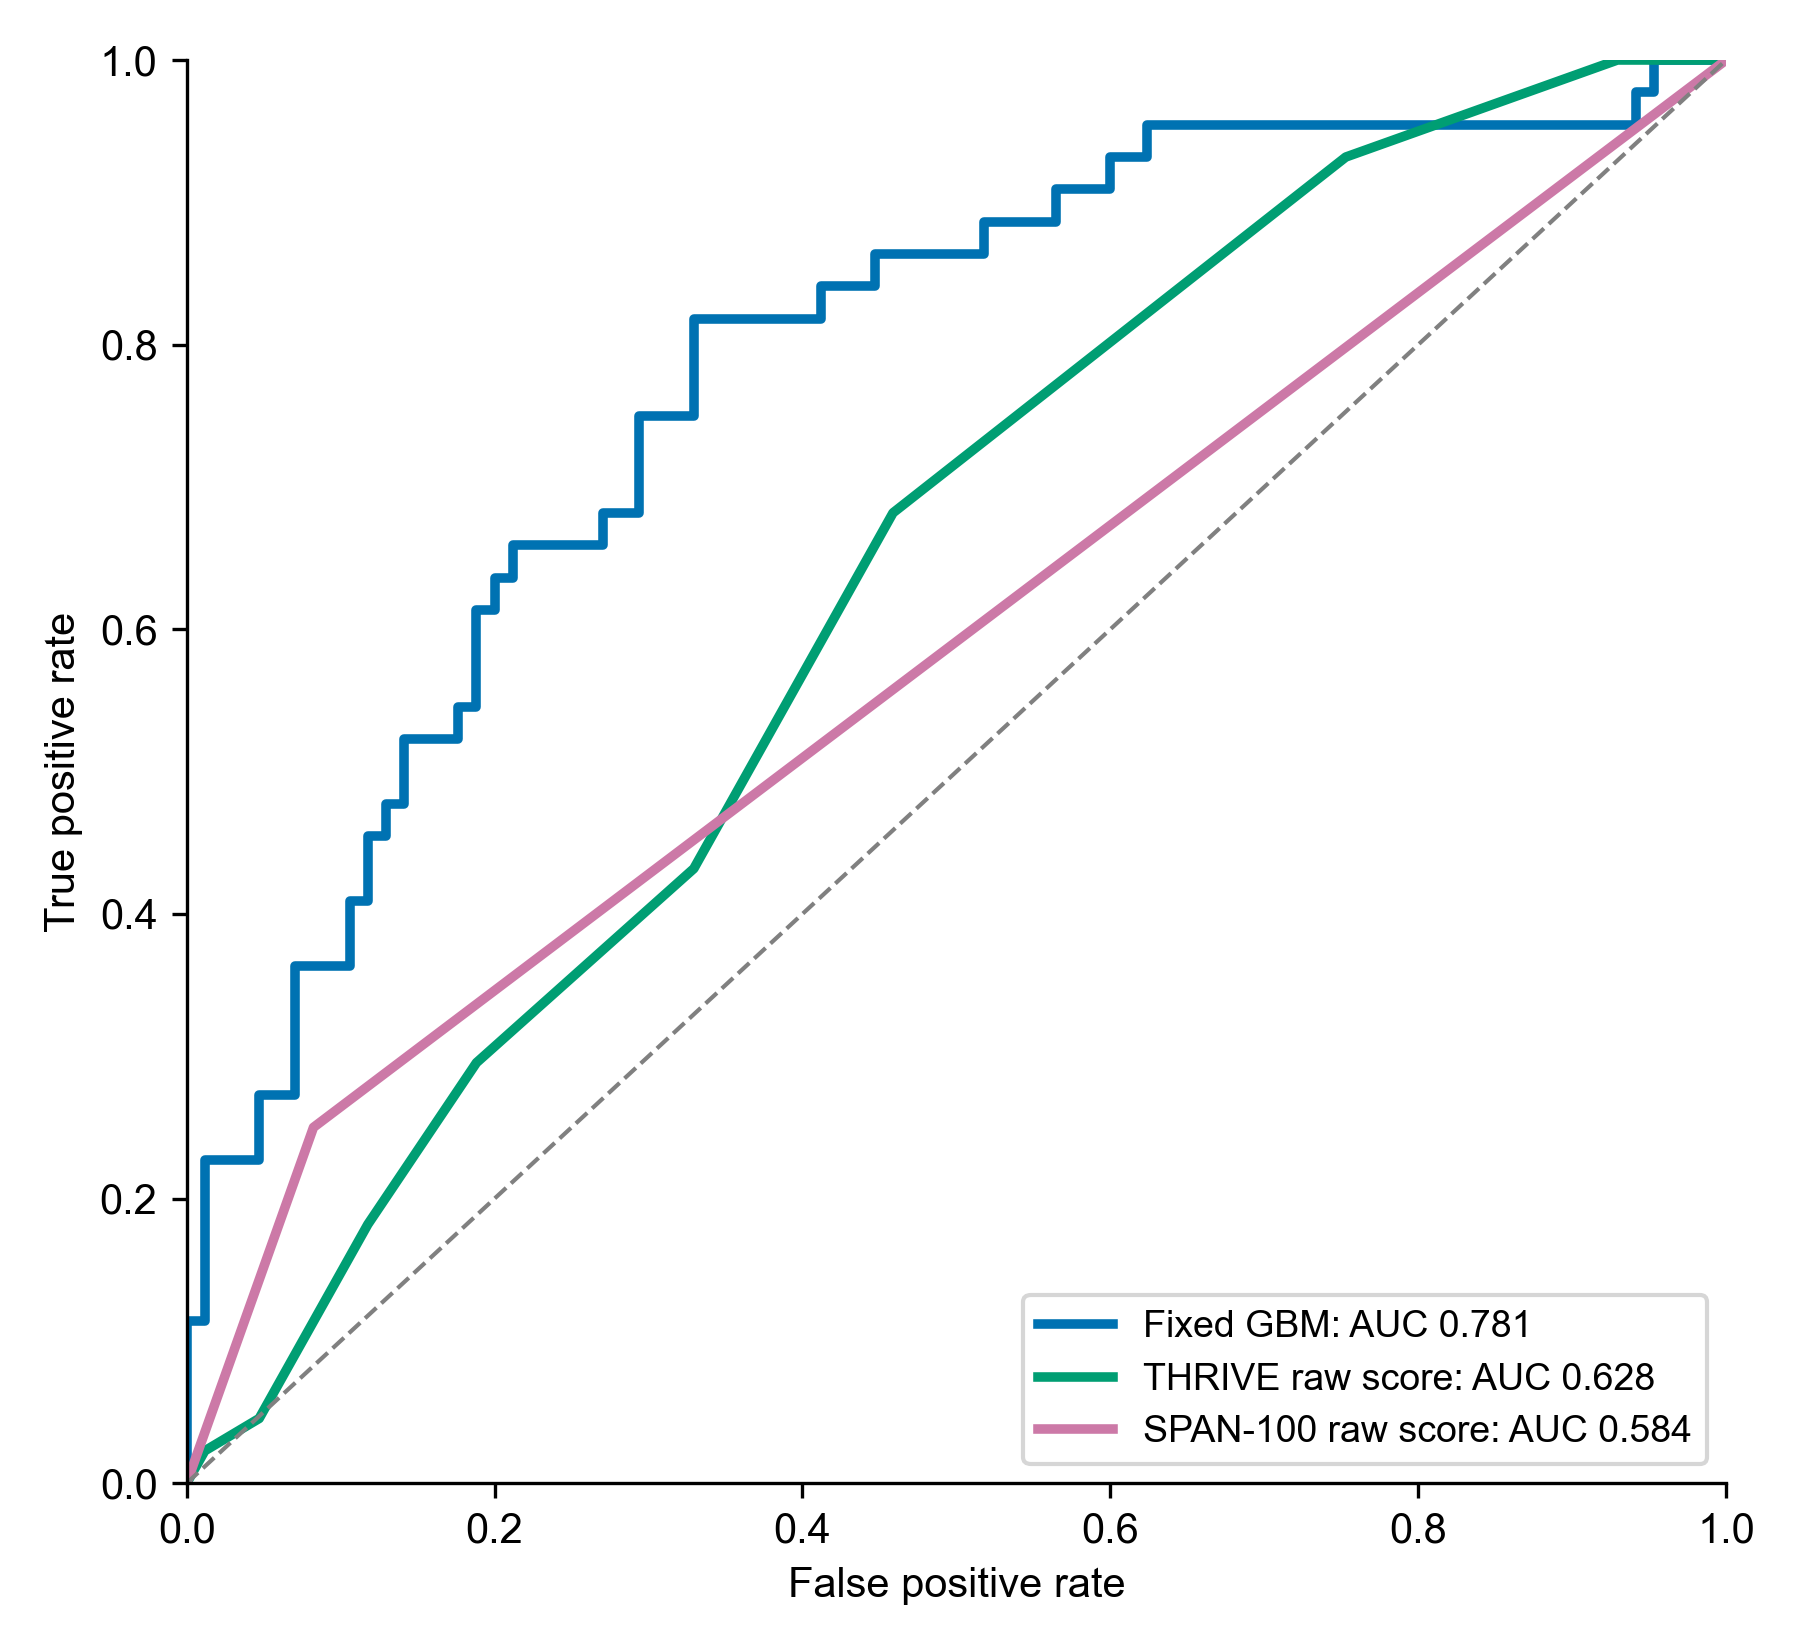 1.0
0.8
0.6
0.4
0.2
0.0
True positive rate
Fixed GBM: AUC 0.781
THRIVE raw score: AUC 0.628
SPAN-100 raw score: AUC 0.584
0.0 0.2 0.4 0.6 0.8 1.0
False positive rate